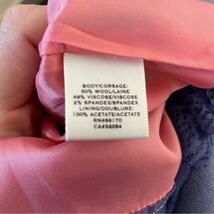 BODY/CORSAGE:
50% WOOL/LAINE
48% VISCOSE/VISCOSE
2% SPANDEX/SPANDEX
LINING/DOUBLURE:
100% ACETATE/ACETATE
RN#66170
CA#32054